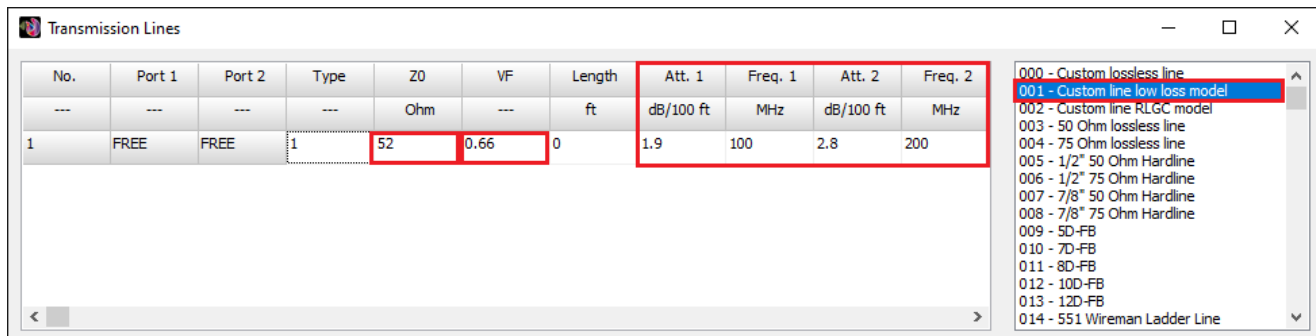 Transmission Lines
No. Port 1 Port 2 Type Z0 VF Length Att. 1 Freq. 1 Att. 2 Freq. 2
--- --- --- --- Ohm --- ft dB/100 ft MHz dB/100 ft MHz
1 FREE FREE 1 52 0.66 0 1.9 100 2.8 200
000 - Custom lossless line
001 - Custom line low loss model
002 - Custom line RLGC model
003 - 50 Ohm lossless line
004 - 75 Ohm lossless line
005 - 1/2" 50 Ohm Hardline
006 - 1/2" 75 Ohm Hardline
007 - 7/8" 50 Ohm Hardline
008 - 7/8" 75 Ohm Hardline
009 - 5D-FB
010 - 7D-FB
011 - 8D-FB
012 - 10D-FB
013 - 12D-FB
014 - 551 Wireman Ladder Line